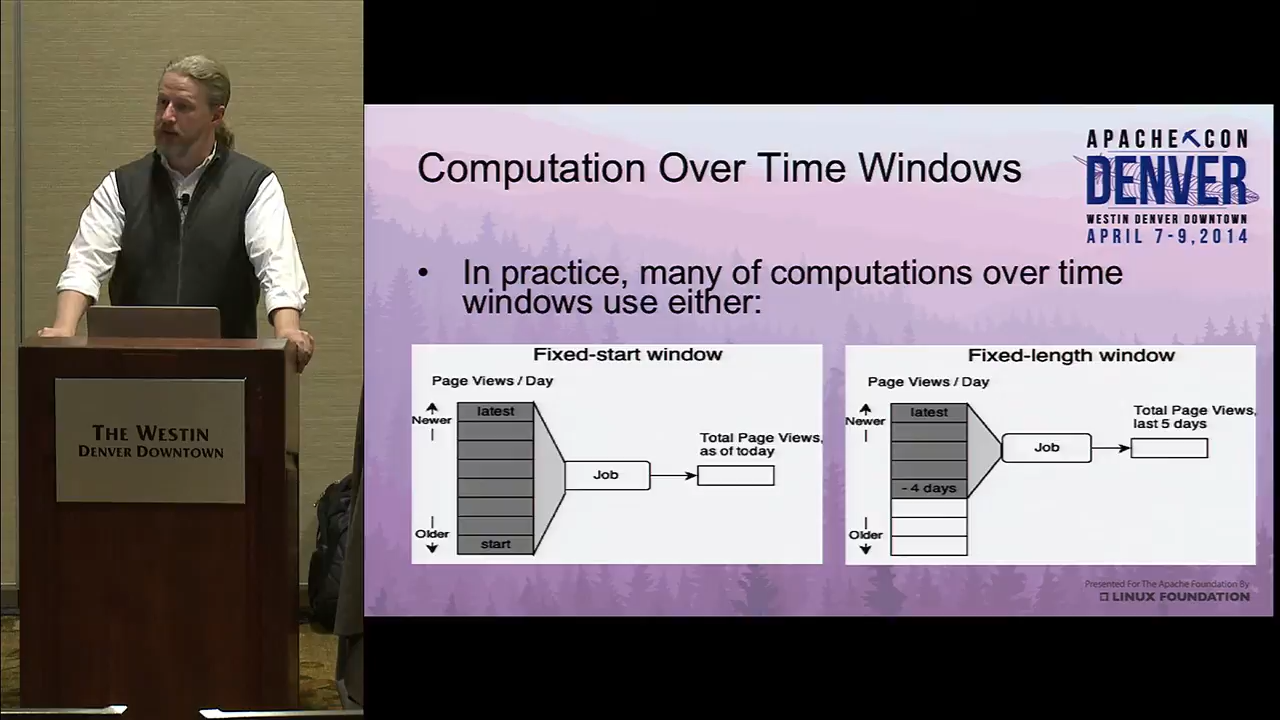 THE WESTIN
DENVER DOWNTOWN
Computation Over Time Windows
APACHE CON
DENVER
WESTIN DENVER DOWNTOWN
APRIL 7-9, 2014
• In practice, many of computations over time
windows use either:
Fixed-start window
Page Views / Day
Newer
latest
Older
start
Job
Total Page Views,
as of today
Fixed-length window
Page Views / Day
Newer
latest
- 4 days
Older
Job
Total Page Views,
last 5 days
Presented For The Apache Foundation By
LINUX FOUNDATION